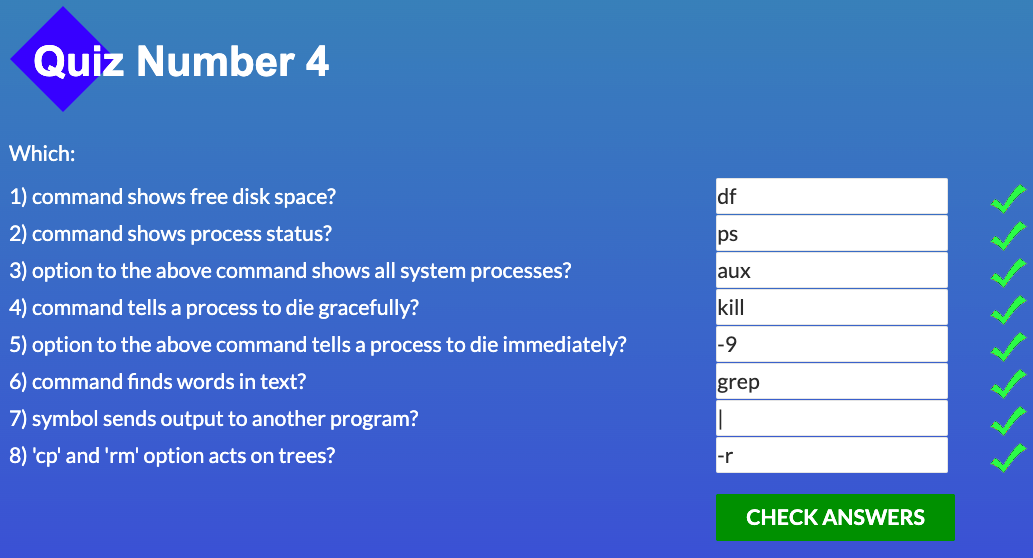 Quiz Number 4
Which:
1) command shows free disk space? df
2) command shows process status? ps
3) option to the above command shows all system processes? aux
4) command tells a process to die gracefully? kill
5) option to the above command tells a process to die immediately? -9
6) command finds words in text? grep
7) symbol sends output to another program? |
8) 'cp' and 'rm' option acts on trees? -r
CHECK ANSWERS